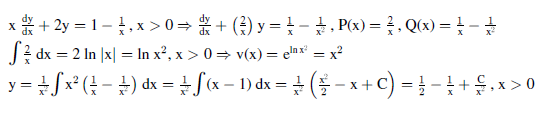 x dy/dx + 2y = 1 − 1/x, x > 0 ⇒ dy/dx + (2/x) y = 1/x − 1/x², P(x) = 2/x, Q(x) = 1/x − 1/x²
∫ 2/x dx = 2 ln |x| = ln x², x > 0 ⇒ v(x) = e^(ln x²) = x²
y = 1/x² ∫ x² (1/x − 1/x²) dx = 1/x² ∫ (x − 1) dx = 1/x² (x²/2 − x + C) = 1/2 − 1/x + C/x², x > 0